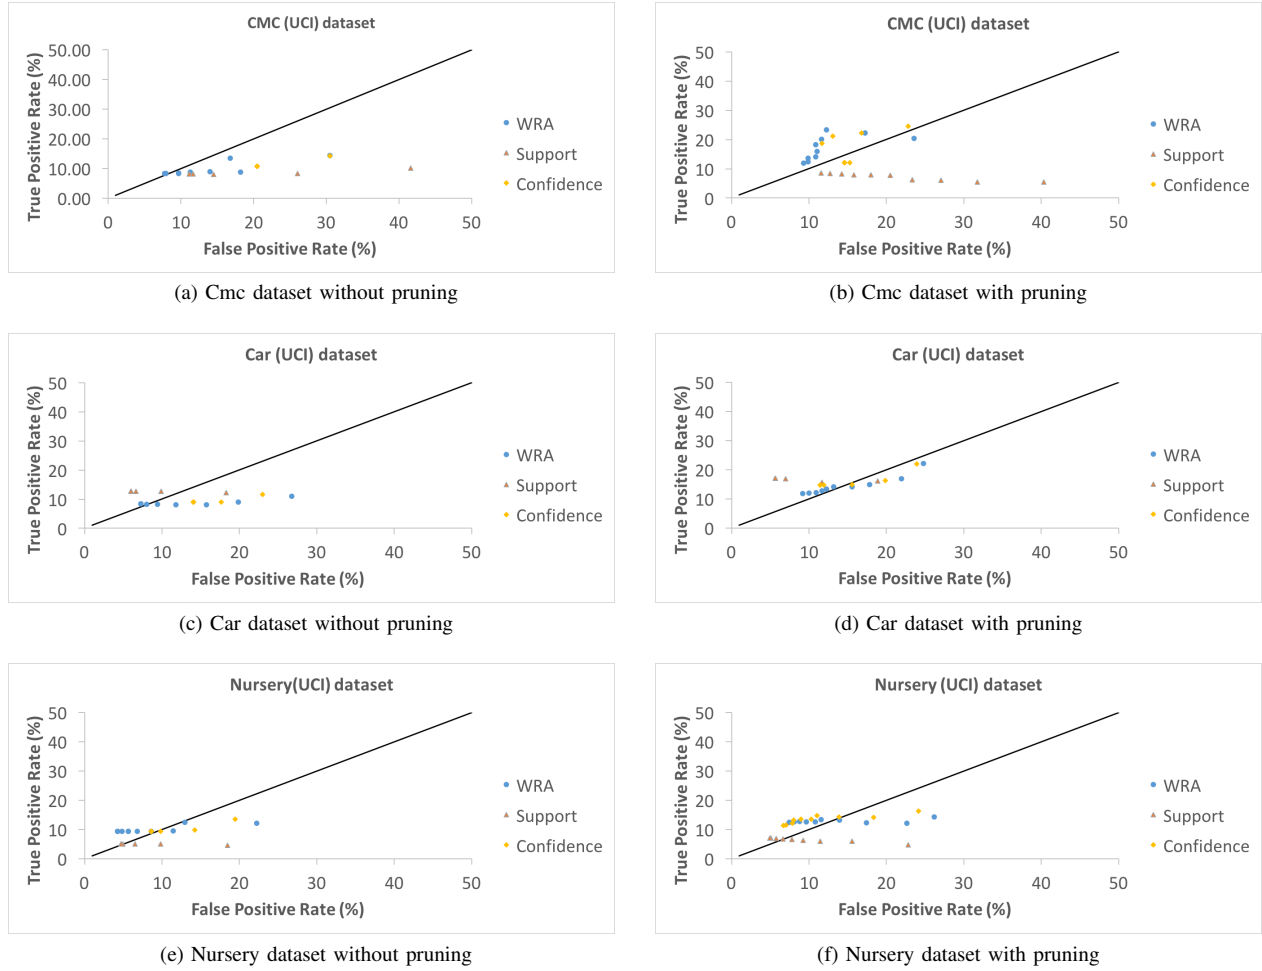 CMC (UCI) dataset
True Positive Rate (%)
50.00
40.00
30.00
20.00
10.00
0.00
0 10 20 30 40 50
False Positive Rate (%)
WRA
Support
Confidence
(a) Cmc dataset without pruning
CMC (UCI) dataset
True Positive Rate (%)
50
40
30
20
10
0
0 10 20 30 40 50
False Positive Rate (%)
WRA
Support
Confidence
(b) Cmc dataset with pruning
Car (UCI) dataset
True Positive Rate (%)
50
40
30
20
10
0
0 10 20 30 40 50
False Positive Rate (%)
WRA
Support
Confidence
(c) Car dataset without pruning
Car (UCI) dataset
True Positive Rate (%)
50
40
30
20
10
0
0 10 20 30 40 50
False Positive Rate (%)
WRA
Support
Confidence
(d) Car dataset with pruning
Nursery(UCI) dataset
True Positive Rate (%)
50
40
30
20
10
0
0 10 20 30 40 50
False Positive Rate (%)
WRA
Support
Confidence
(e) Nursery dataset without pruning
Nursery (UCI) dataset
True Positive Rate (%)
50
40
30
20
10
0
0 10 20 30 40 50
False Positive Rate (%)
WRA
Support
Confidence
(f) Nursery dataset with pruning